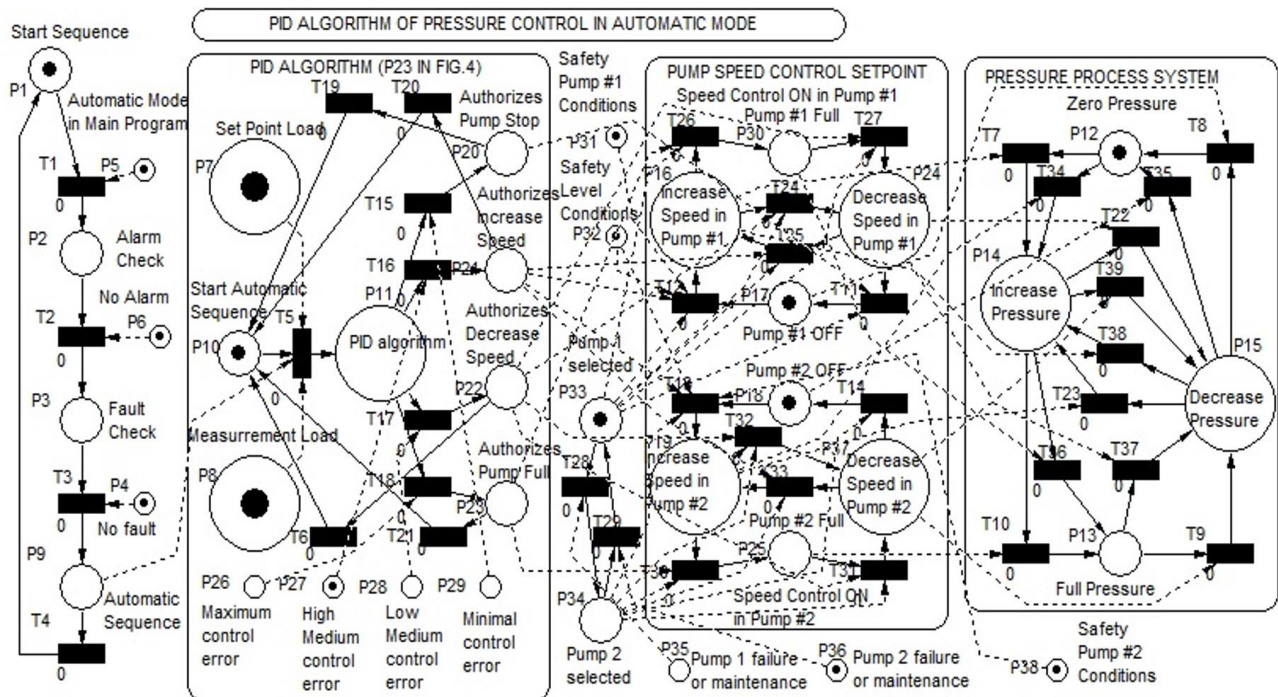 PID ALGORITHM OF PRESSURE CONTROL IN AUTOMATIC MODE
Start Sequence
P1
Automatic Mode
in Main Program
T1
P5
0
P2
Alarm
Check
No Alarm
T2
P6
0
P3
Fault
Check
T3
P4
0
No fault
P9
Automatic
Sequence
T4
0
PID ALGORITHM (P23 IN FIG.4)
T19
T20
0
0
Set Point Load
P7
Authorizes
Pump Stop
P20
T15
0
Authorizes
Increase
Speed
T16
P21
0
P11
Start Automatic
Sequence
T5
P10
0
PID algorithm
Authorizes
Decrease
Speed
P22
T17
0
Measurrement Load
P8
Authorizes
Pump Full
T18
0
P23
T6
0
T21
0
P26
Maximum
control
error
P27
High
Medium
control
error
P28
Low
Medium
control
error
P29
Minimal
control
error
Safety
Pump #1
Conditions
P31
Safety
Level
Conditions
P32
Pump 1
selected
P33
T28
0
T29
0
P34
Pump 2
selected
PUMP SPEED CONTROL SETPOINT
Speed Control ON in Pump #1
Pump #1 Full
T26
0
P30
T27
0
P16
Increase
Speed in
Pump #1
T24
0
T25
0
P24
Decrease
Speed in
Pump #1
T12
0
P17
T11
0
Pump #1 OFF
Pump #2 OFF
T13
0
P18
T14
0
T32
0
P19
Increase
Speed in
Pump #2
T33
0
P37
Decrease
Speed in
Pump #2
Pump #2 Full
P25
T30
0
T31
0
Speed Control ON
in Pump #2
P35
Pump 1 failure
or maintenance
P36
Pump 2 failure
or maintenance
PRESSURE PROCESS SYSTEM
Zero Pressure
T7
0
P12
T8
0
T34
0
T35
0
T22
0
P14
Increase
Pressure
T39
0
T38
0
P15
Decrease
Pressure
T23
0
T36
0
T37
0
T10
0
P13
T9
0
Full Pressure
P38
Safety
Pump #2
Conditions